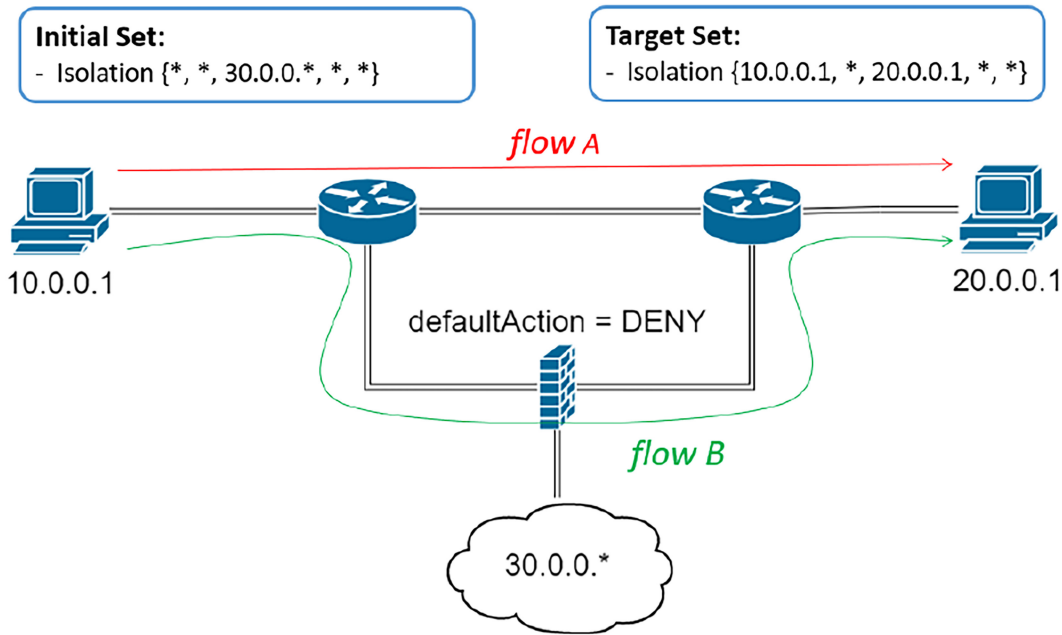 Initial Set:
- Isolation {*, *, 30.0.0.*, *, *}
Target Set:
- Isolation {10.0.0.1, *, 20.0.0.1, *, *}
flow A
10.0.0.1
20.0.0.1
defaultAction = DENY
flow B
30.0.0.*